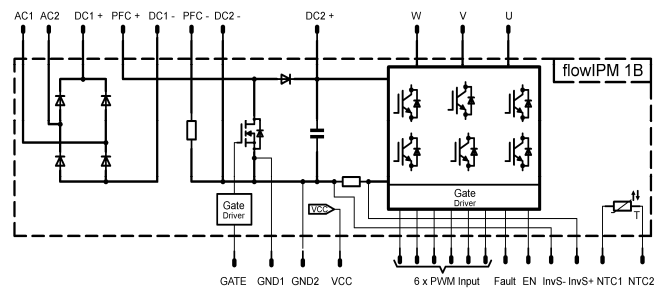 AC1 AC2 DC1 + PFC + DC1 - PFC - DC2 - DC2 + W V U
flowIPM 1B
Gate
Driver
Gate
Driver
VCC
T
GATE GND1 GND2 VCC 6 x PWM Input Fault EN InvS- InvS+ NTC1 NTC2